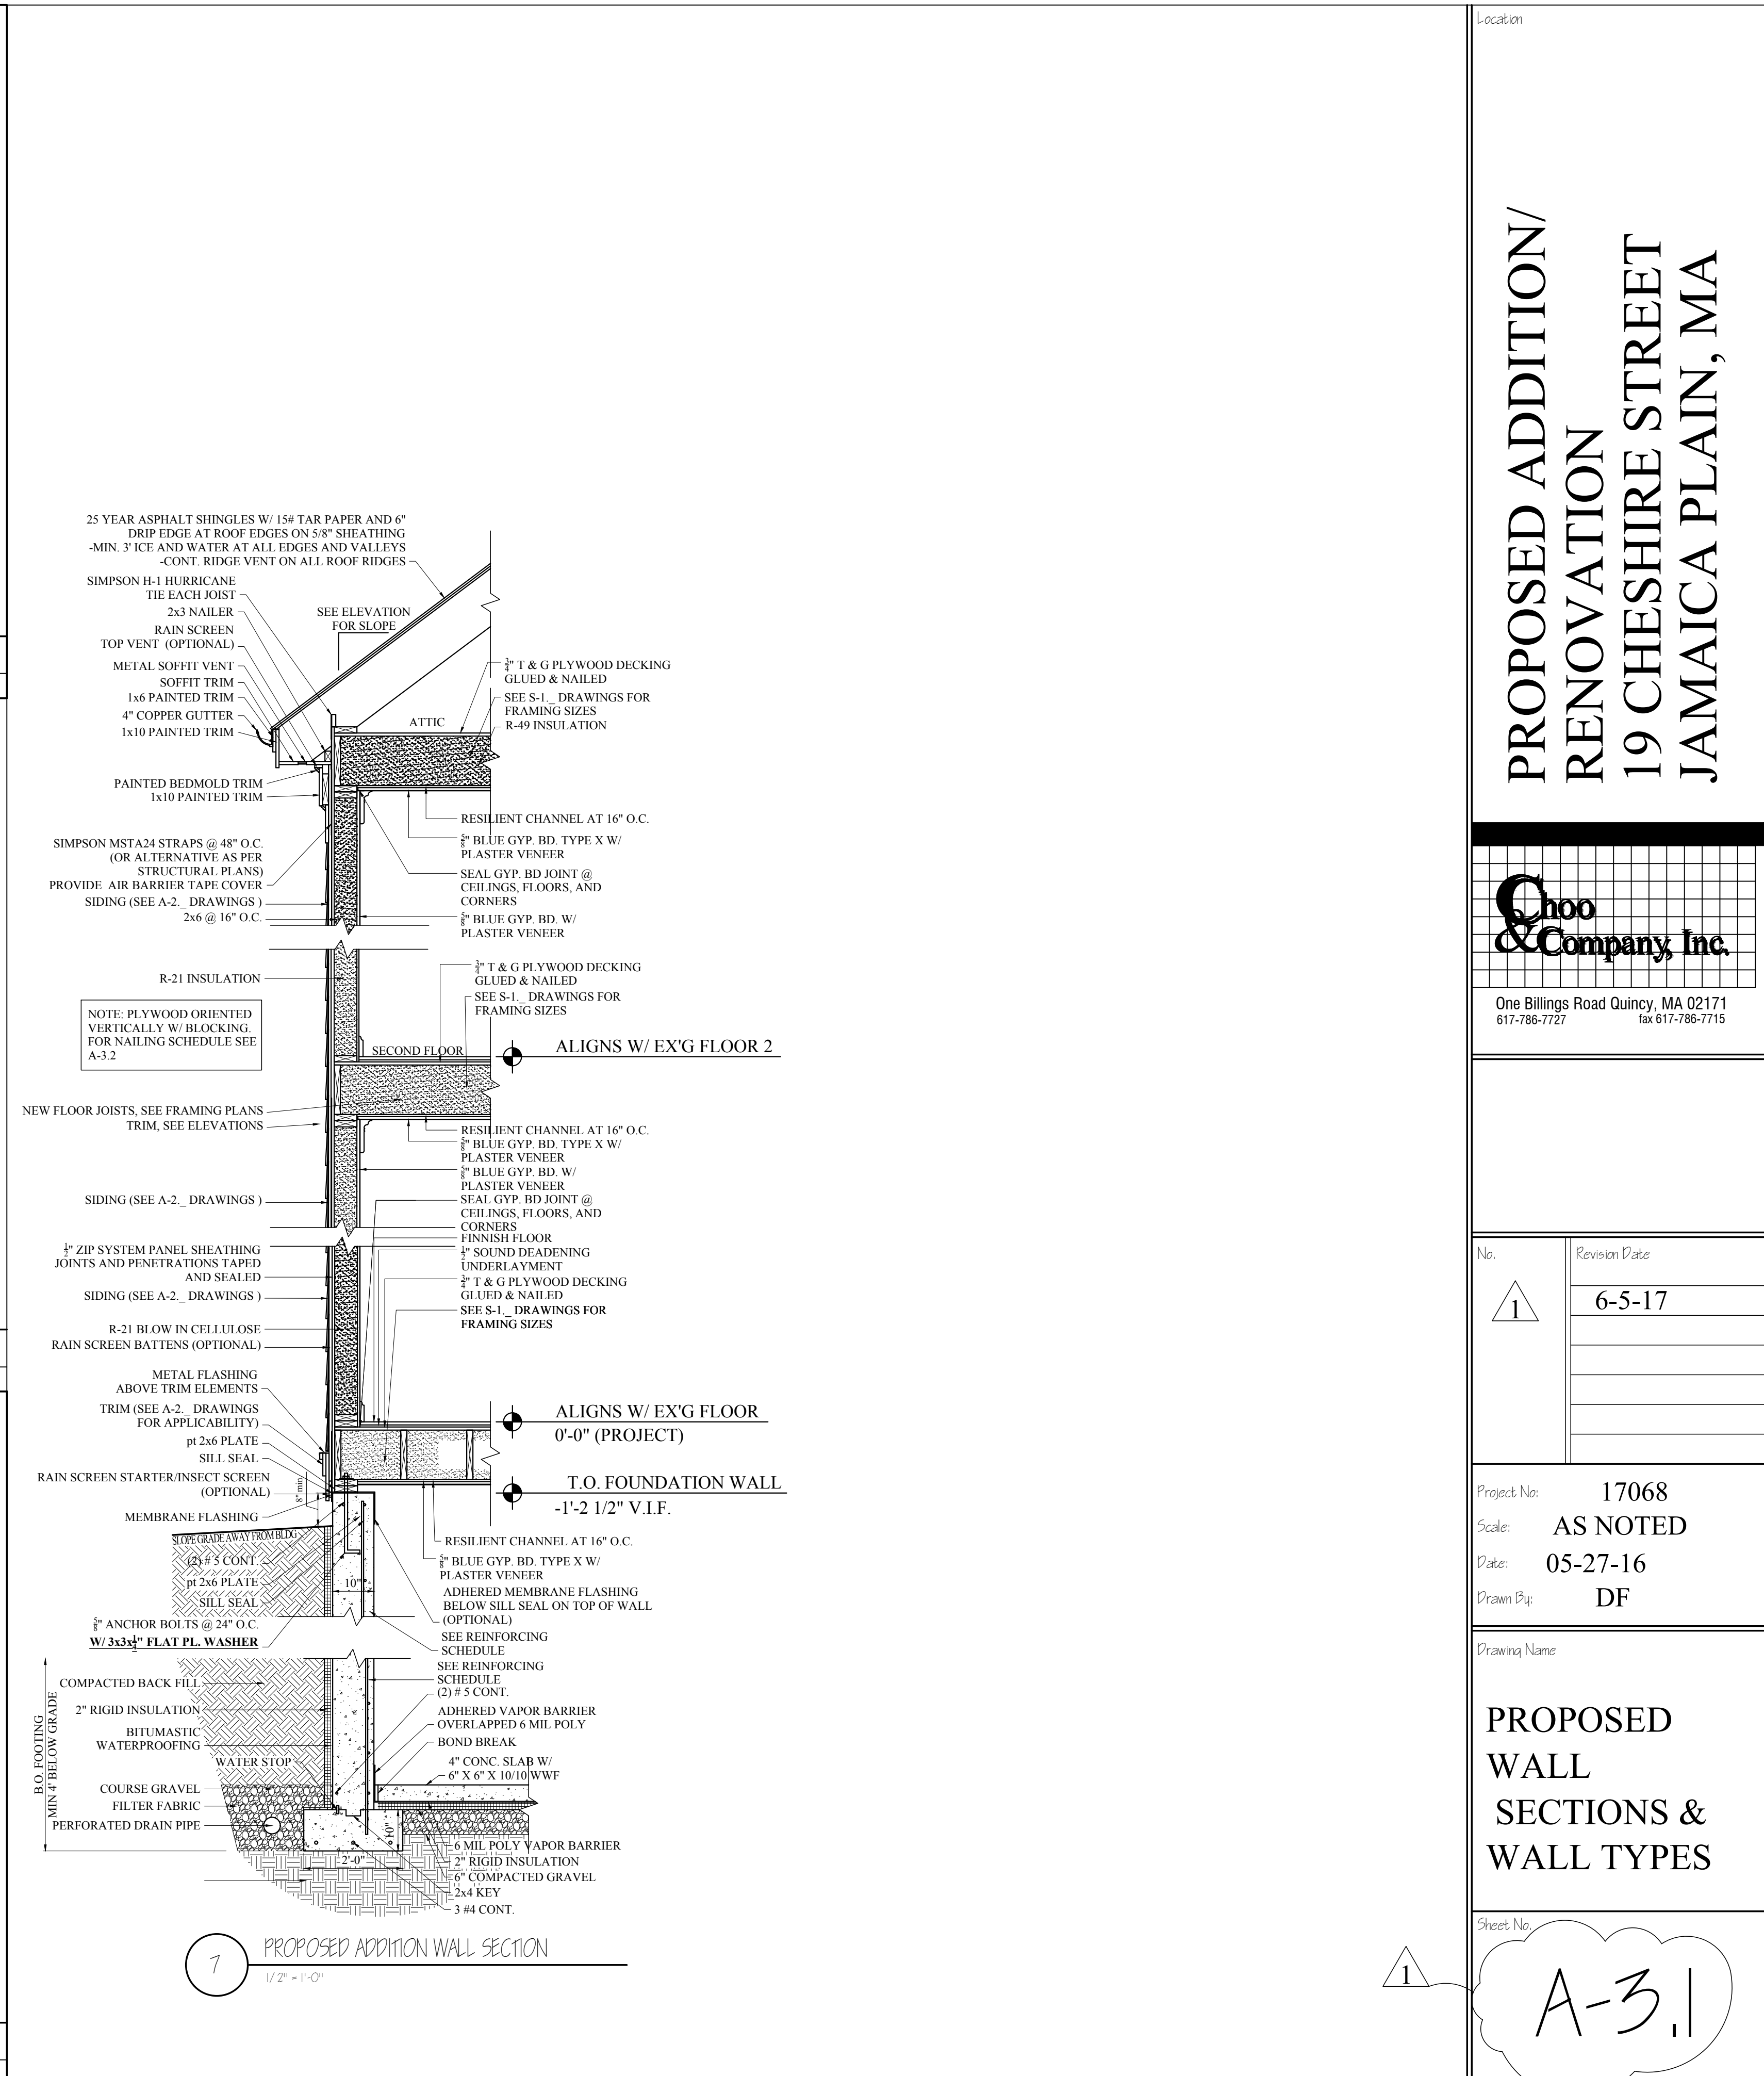 25 YEAR ASPHALT SHINGLES W/ 15# TAR PAPER AND 6"
DRIP EDGE AT ROOF EDGES ON 5/8" SHEATHING
-MIN. 3' ICE AND WATER AT ALL EDGES AND VALLEYS
-CONT. RIDGE VENT ON ALL ROOF RIDGES
SIMPSON H-1 HURRICANE
TIE EACH JOIST
2x3 NAILER
RAIN SCREEN
TOP VENT (OPTIONAL)
METAL SOFFIT VENT
SOFFIT TRIM
1x6 PAINTED TRIM
4" COPPER GUTTER
1x10 PAINTED TRIM
PAINTED BEDMOLD TRIM
1x10 PAINTED TRIM
SIMPSON MSTA24 STRAPS @ 48" O.C.
(OR ALTERNATIVE AS PER
STRUCTURAL PLANS)
PROVIDE AIR BARRIER TAPE COVER
SIDING (SEE A-2._ DRAWINGS )
2x6 @ 16" O.C.
R-21 INSULATION
NOTE: PLYWOOD ORIENTED
VERTICALLY W/ BLOCKING.
FOR NAILING SCHEDULE SEE
A-3.2
NEW FLOOR JOISTS, SEE FRAMING PLANS
TRIM, SEE ELEVATIONS
SIDING (SEE A-2._ DRAWINGS )
1/2" ZIP SYSTEM PANEL SHEATHING
JOINTS AND PENETRATIONS TAPED
AND SEALED
SIDING (SEE A-2._ DRAWINGS )
R-21 BLOW IN CELLULOSE
RAIN SCREEN BATTENS (OPTIONAL)
METAL FLASHING
ABOVE TRIM ELEMENTS
TRIM (SEE A-2._ DRAWINGS
FOR APPLICABILITY)
pt 2x6 PLATE
SILL SEAL
RAIN SCREEN STARTER/INSECT SCREEN
(OPTIONAL)
8" min
MEMBRANE FLASHING
SLOPE GRADE AWAY FROM BLDG
(2) # 5 CONT.
pt 2x6 PLATE
SILL SEAL
10"
5/8" ANCHOR BOLTS @ 24" O.C.
W/ 3x3x1/4" FLAT PL. WASHER
COMPACTED BACK FILL
2" RIGID INSULATION
BITUMASTIC
WATERPROOFING
WATER STOP
COURSE GRAVEL
FILTER FABRIC
PERFORATED DRAIN PIPE
B.O. FOOTING
MIN 4' BELOW GRADE
2'-0"
10"
SEE ELEVATION
FOR SLOPE
ATTIC
3/4" T & G PLYWOOD DECKING
GLUED & NAILED
SEE S-1._ DRAWINGS FOR
FRAMING SIZES
R-49 INSULATION
RESILIENT CHANNEL AT 16" O.C.
5/8" BLUE GYP. BD. TYPE X W/
PLASTER VENEER
SEAL GYP. BD JOINT @
CEILINGS, FLOORS, AND
CORNERS
5/8" BLUE GYP. BD. W/
PLASTER VENEER
3/4" T & G PLYWOOD DECKING
GLUED & NAILED
SEE S-1._ DRAWINGS FOR
FRAMING SIZES
SECOND FLOOR
ALIGNS W/ EX'G FLOOR 2
RESILIENT CHANNEL AT 16" O.C.
5/8" BLUE GYP. BD. TYPE X W/
PLASTER VENEER
5/8" BLUE GYP. BD. W/
PLASTER VENEER
SEAL GYP. BD JOINT @
CEILINGS, FLOORS, AND
CORNERS
FINNISH FLOOR
1/2" SOUND DEADENING
UNDERLAYMENT
3/4" T & G PLYWOOD DECKING
GLUED & NAILED
SEE S-1._ DRAWINGS FOR
FRAMING SIZES
ALIGNS W/ EX'G FLOOR
0'-0" (PROJECT)
T.O. FOUNDATION WALL
-1'-2 1/2" V.I.F.
RESILIENT CHANNEL AT 16" O.C.
5/8" BLUE GYP. BD. TYPE X W/
PLASTER VENEER
ADHERED MEMBRANE FLASHING
BELOW SILL SEAL ON TOP OF WALL
(OPTIONAL)
SEE REINFORCING
SCHEDULE
SEE REINFORCING
SCHEDULE
(2) # 5 CONT.
ADHERED VAPOR BARRIER
OVERLAPPED 6 MIL POLY
BOND BREAK
4" CONC. SLAB W/
6" X 6" X 10/10 WWF
6 MIL POLY VAPOR BARRIER
2" RIGID INSULATION
6" COMPACTED GRAVEL
2x4 KEY
3 #4 CONT.
7
PROPOSED ADDITION WALL SECTION
1/2" = 1'-0"
Location
PROPOSED ADDITION/
RENOVATION
19 CHESHIRE STREET
JAMAICA PLAIN, MA
Choo
& Company, Inc.
One Billings Road Quincy, MA 02171
617-786-7727 fax 617-786-7715
No. Revision Date
1 6-5-17
Project No: 17068
Scale: AS NOTED
Date: 05-27-16
Drawn By: DF
Drawing Name
PROPOSED
WALL
SECTIONS &
WALL TYPES
Sheet No.
1
A-3.1